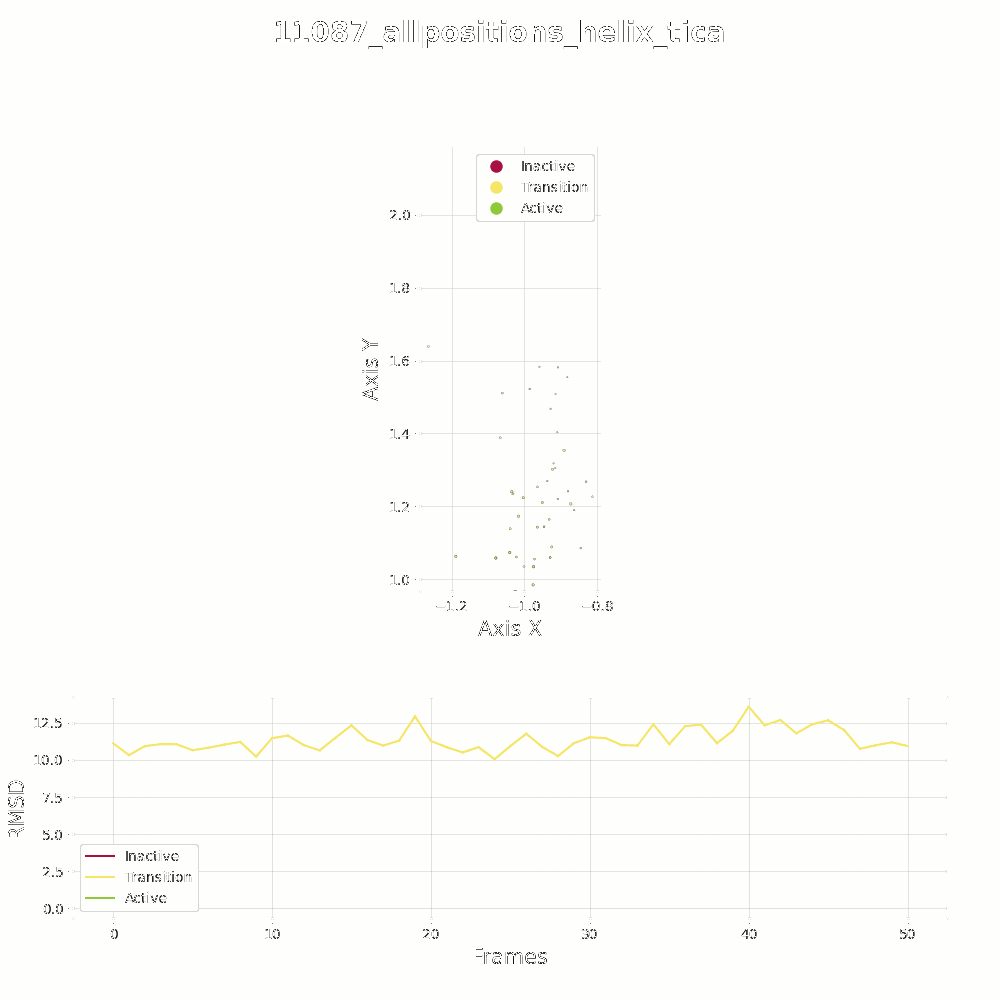 11087_allpositions_helix_tica
Inactive
Transition
Active
2.0
1.8
1.6
1.4
1.2
1.0
Axis Y
−1.2 −1.0 −0.8
Axis X
12.5
10.0
7.5
5.0
2.5
0.0
RMSD
Inactive
Transition
Active
0 10 20 30 40 50
Frames